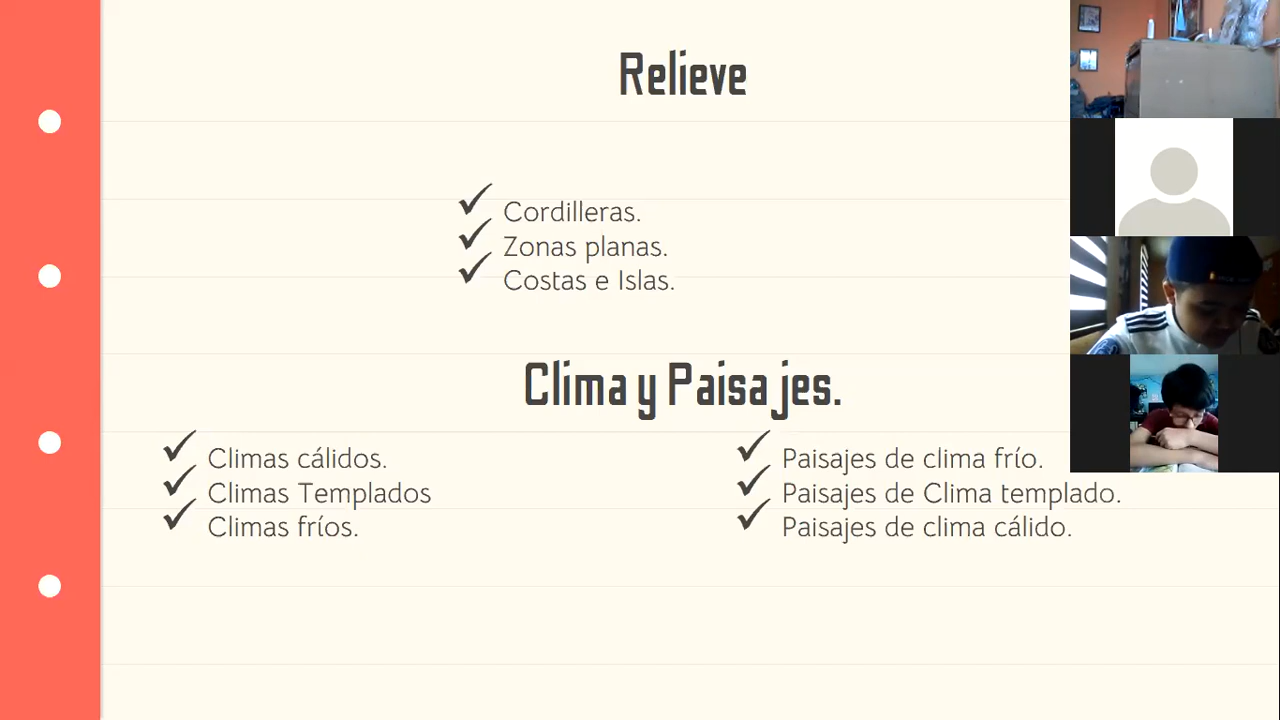 Relieve
Cordilleras.
Zonas planas.
Costas e Islas.
Clima y Paisajes.
Climas cálidos.
Climas Templados
Climas fríos.
Paisajes de clima frío.
Paisajes de Clima templado.
Paisajes de clima cálido.